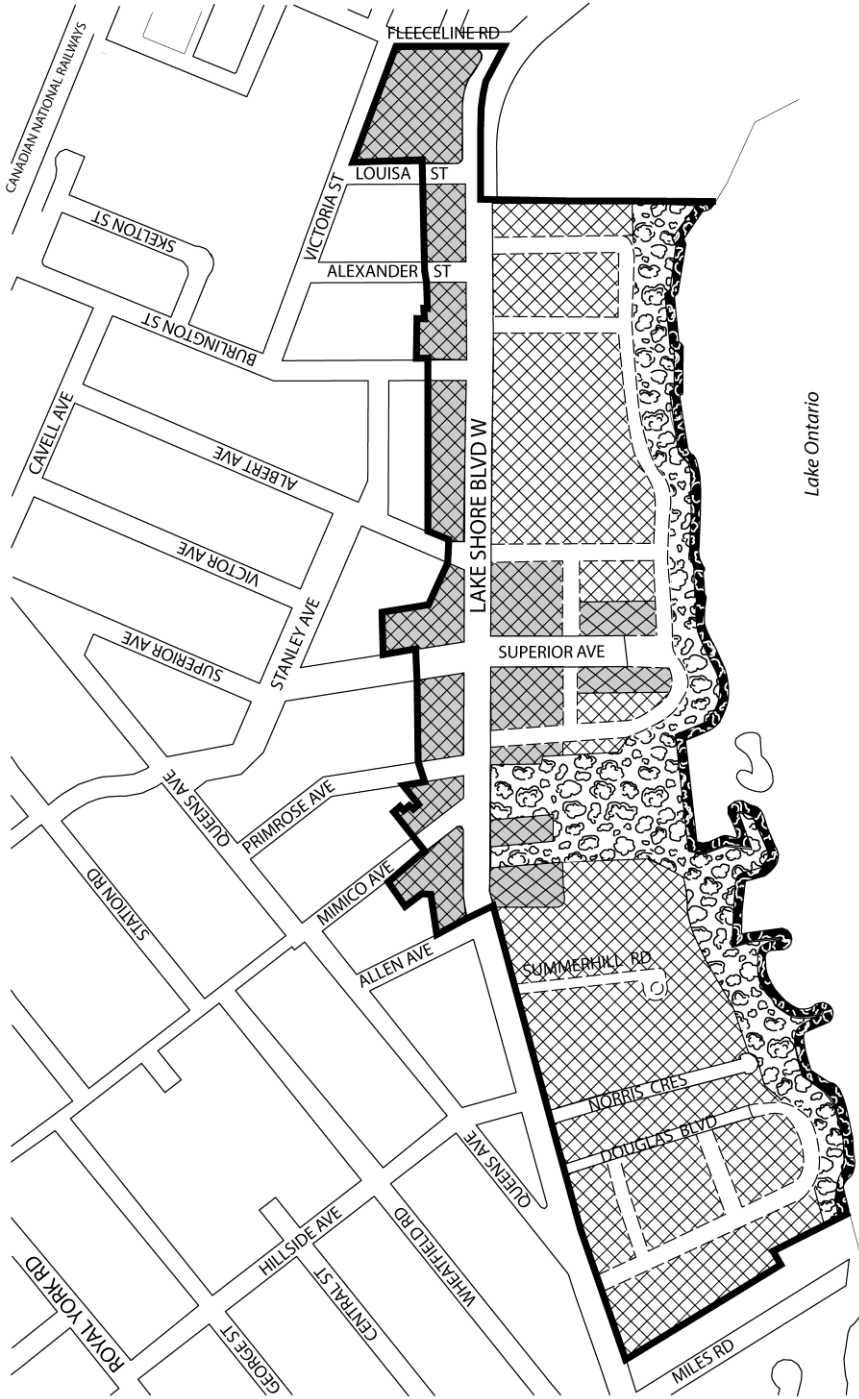 FLEECELINE RD
CANADIAN NATIONAL RAILWAYS
LOUISA ST
VICTORIA ST
SKELTON ST
ALEXANDER ST
BURLINGTON ST
CAVELL AVE
ALBERT AVE
LAKE SHORE BLVD W
Lake Ontario
VICTOR AVE
STANLEY AVE
SUPERIOR AVE
SUPERIOR AVE
QUEENS AVE
PRIMROSE AVE
STATION RD
MIMICO AVE
ALLEN AVE
SUMMERHILL RD
NORRIS CRES
DOUGLAS BLVD
QUEENS AVE
HILLSIDE AVE
WHEATFIELD RD
CENTRAL ST
ROYAL YORK RD
GEORGE ST
MILES RD